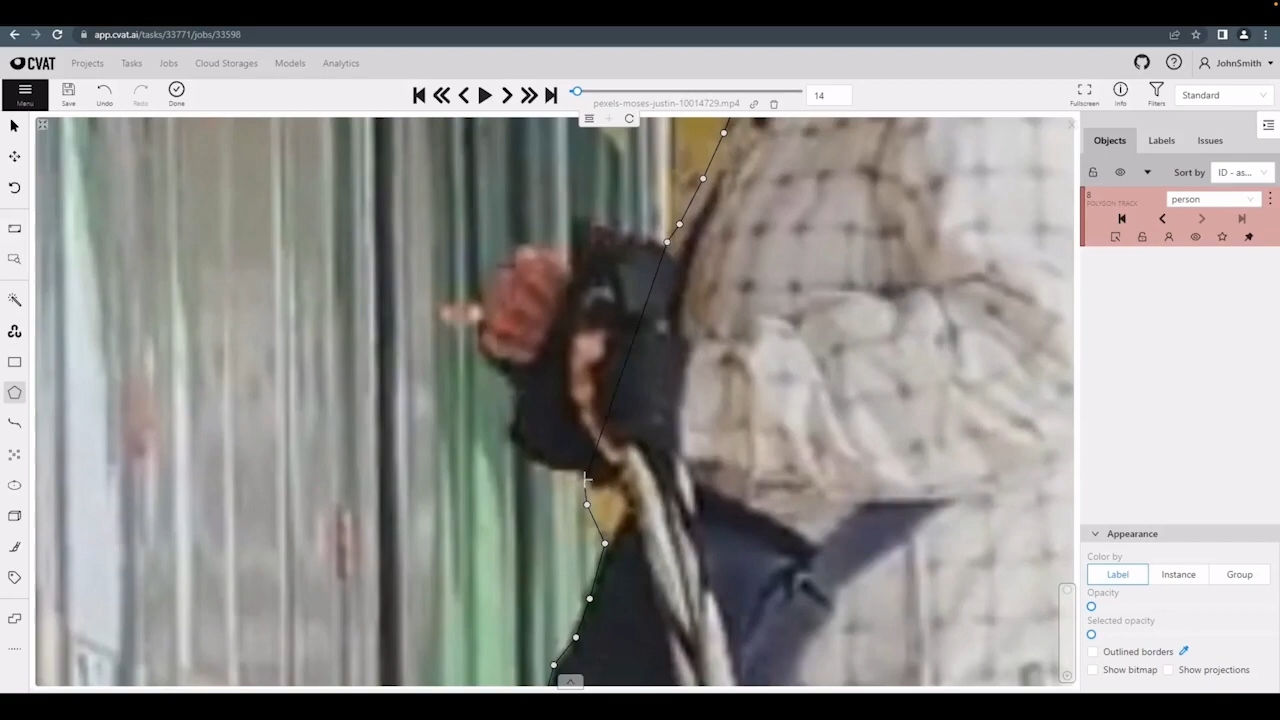 app.cvat.ai/tasks/33771/jobs/33598
CVAT Projects Tasks Jobs Cloud Storages Models Analytics JohnSmith
Menu Save Undo Redo Done pexels-moses-justin-10014729.mp4 14 Fullscreen Info Filters Standard
Objects Labels Issues
Sort by ID - as...
8
POLYGON TRACK
person
Appearance
Color by
Label Instance Group
Opacity
Selected opacity
Outlined borders
Show bitmap Show projections